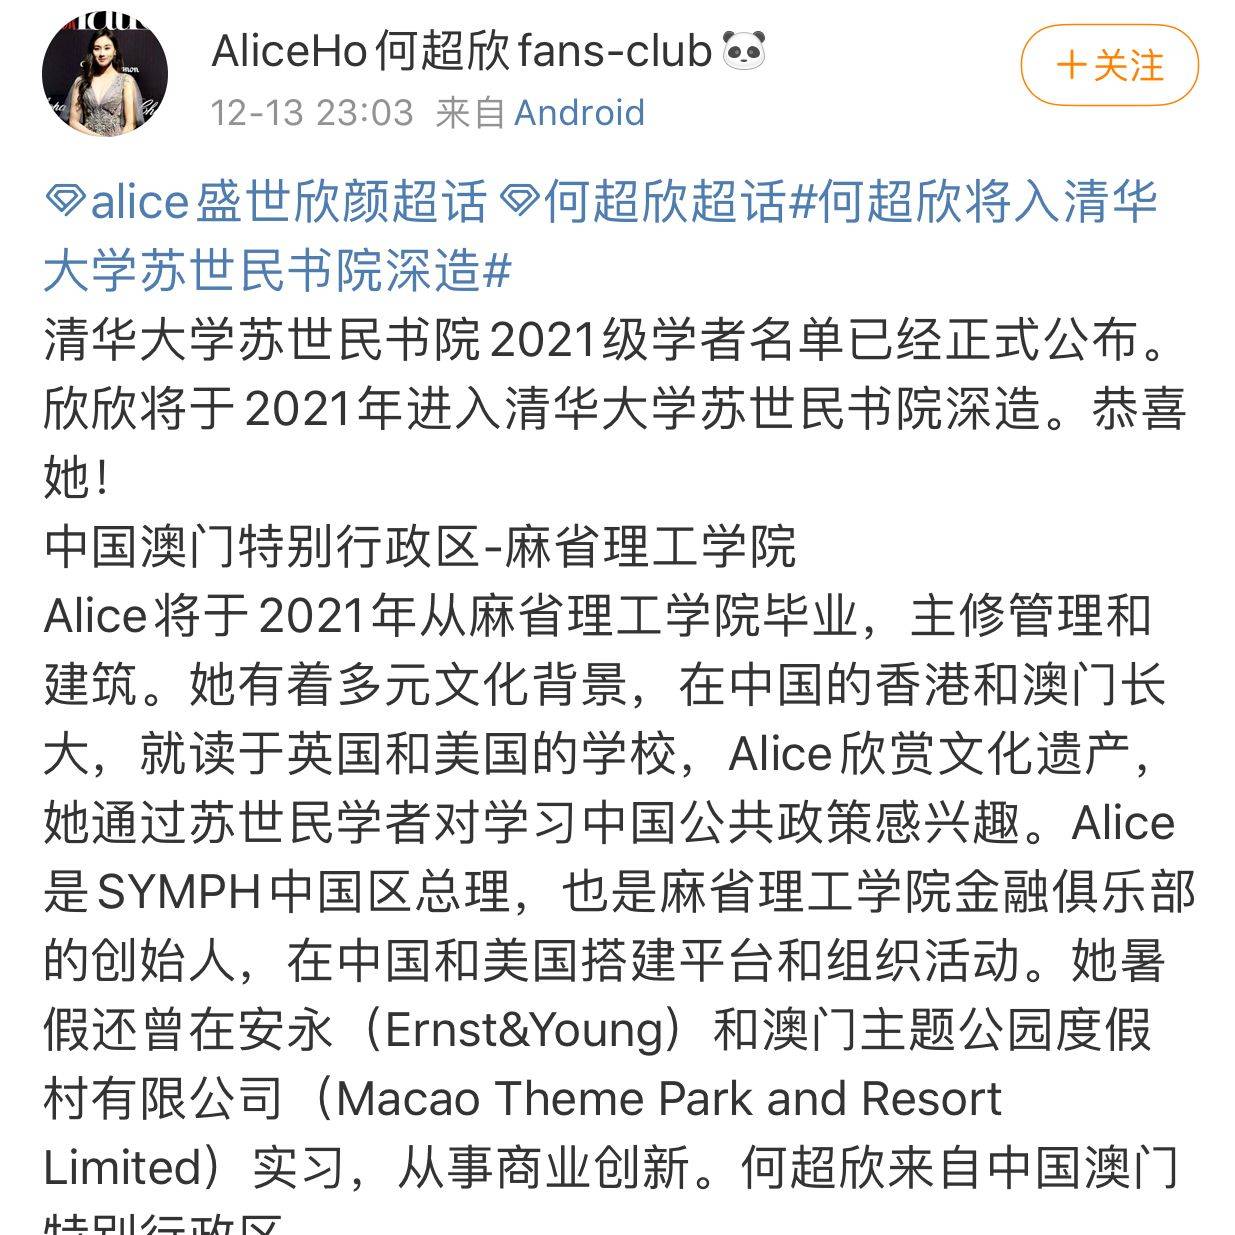 AliceHo何超欣fans-club
+关注
12-13 23:03 来自 Android
alice盛世欣颜超话 何超欣超话#何超欣将入清华
大学苏世民书院深造#
清华大学苏世民书院2021级学者名单已经正式公布。
欣欣将于2021年进入清华大学苏世民书院深造。恭喜
她！
中国澳门特别行政区-麻省理工学院
Alice将于2021年从麻省理工学院毕业，主修管理和
建筑。她有着多元文化背景，在中国的香港和澳门长
大，就读于英国和美国的学校，Alice欣赏文化遗产，
她通过苏世民学者对学习中国公共政策感兴趣。Alice
是SYMPH中国区总理，也是麻省理工学院金融俱乐部
的创始人，在中国和美国搭建平台和组织活动。她暑
假还曾在安永（Ernst&Young）和澳门主题公园度假
村有限公司（Macao Theme Park and Resort
Limited）实习，从事商业创新。何超欣来自中国澳门
特别行政区